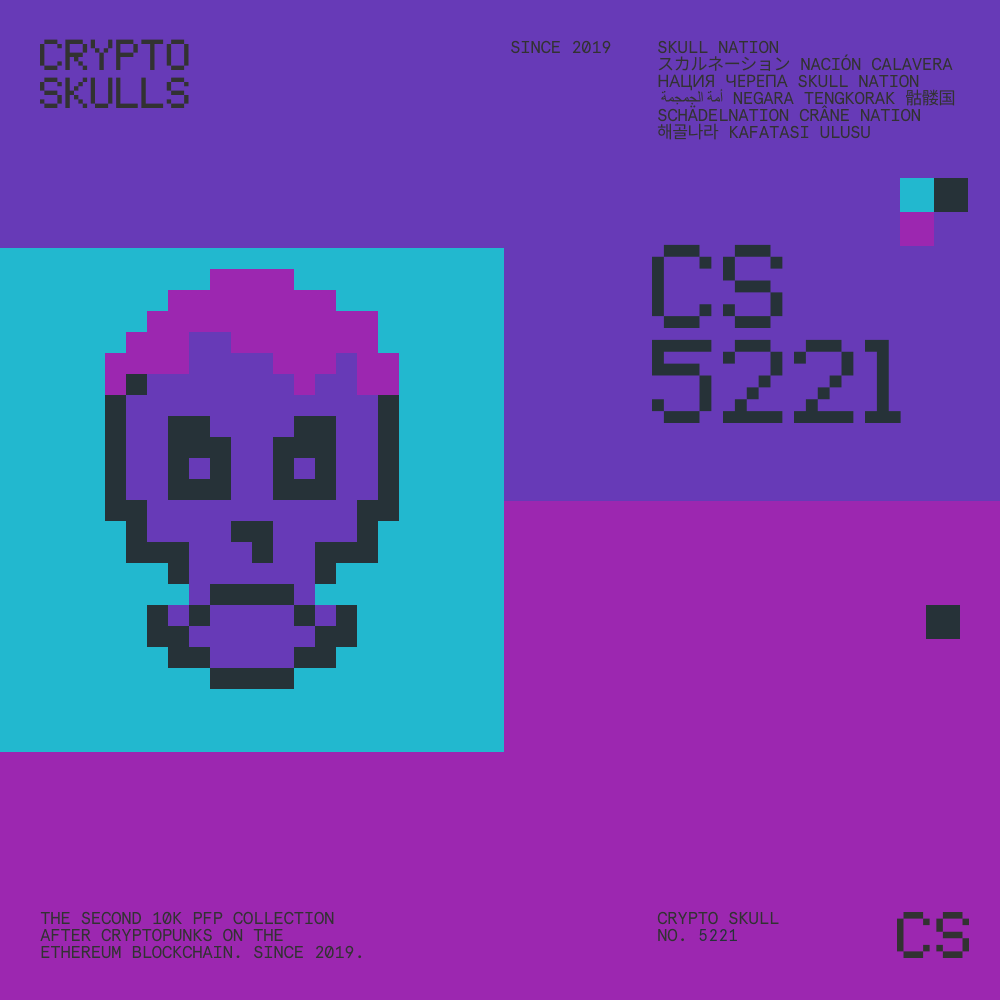 CRYPTO
SKULLS
SINCE 2019
SKULL NATION
スカルネーション NACIÓN CALAVERA
НАЦИЯ ЧЕРЕПА SKULL NATION
أمة الجمجمة NEGARA TENGKORAK 骷髅国
SCHÄDELNATION CRÂNE NATION
해골나라 KAFATASI ULUSU
CS
5221
THE SECOND 10K PFP COLLECTION
AFTER CRYPTOPUNKS ON THE
ETHEREUM BLOCKCHAIN. SINCE 2019.
CRYPTO SKULL
NO. 5221
CS